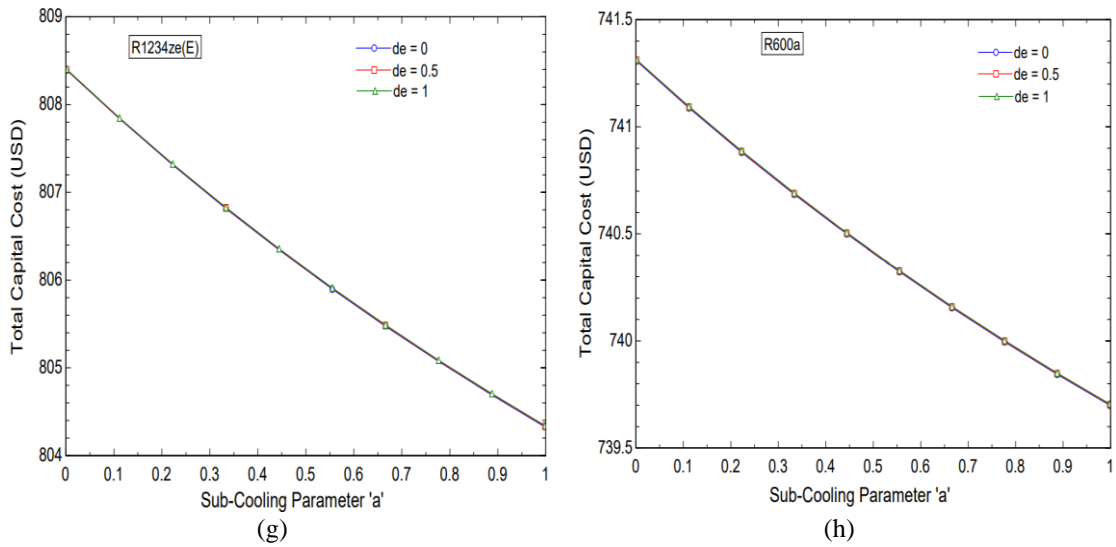 809
R1234ze(E)
de = 0
de = 0.5
de = 1
808
807
806
805
804
Total Capital Cost (USD)
0 0.1 0.2 0.3 0.4 0.5 0.6 0.7 0.8 0.9 1
Sub-Cooling Parameter 'a'
(g)
741.5
R600a
de = 0
de = 0.5
de = 1
741
740.5
740
739.5
Total Capital Cost (USD)
0 0.1 0.2 0.3 0.4 0.5 0.6 0.7 0.8 0.9 1
Sub-Cooling Parameter 'a'
(h)